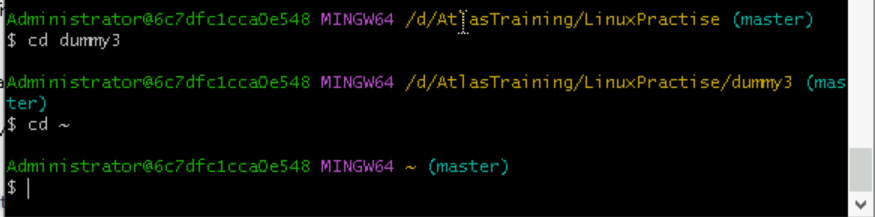 Administrator@6c7dfc1cca0e548 MINGW64 /d/AtlasTraining/LinuxPractise (master)
$ cd dummy3
Administrator@6c7dfc1cca0e548 MINGW64 /d/AtlasTraining/LinuxPractise/dummy3 (mas
ter)
$ cd ~
Administrator@6c7dfc1cca0e548 MINGW64 ~ (master)
$